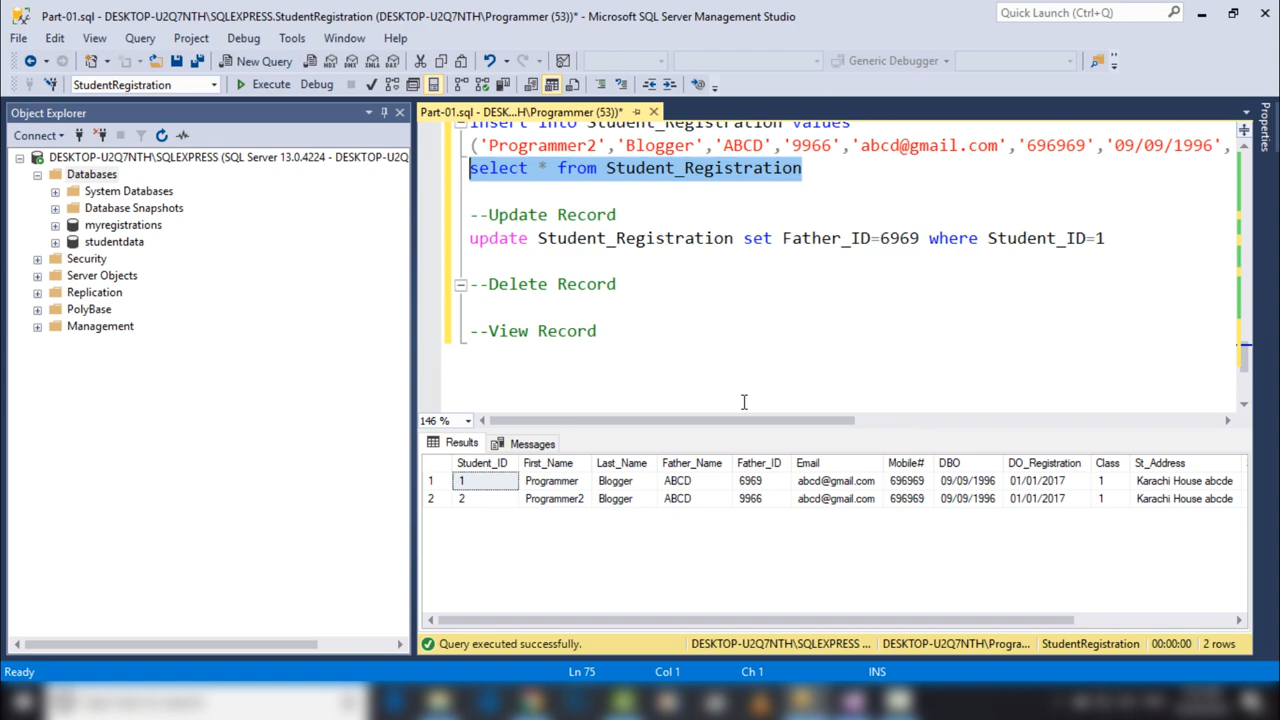 Part-01.sql - DESKTOP-U2Q7NTH\SQLEXPRESS.StudentRegistration (DESKTOP-U2Q7NTH\Programmer (53))* - Microsoft SQL Server Management Studio
Quick Launch (Ctrl+Q)
File Edit View Query Project Debug Tools Window Help
New Query MDX DMX XMLA DAX Generic Debugger
StudentRegistration Execute Debug
Object Explorer
Part-01.sql - DESK...H\Programmer (53))*
Properties
Connect
DESKTOP-U2Q7NTH\SQLEXPRESS (SQL Server 13.0.4224 - DESKTOP-U2Q
Databases
System Databases
Database Snapshots
myregistrations
studentdata
Security
Server Objects
Replication
PolyBase
Management
insert into Student_Registration values
('Programmer2','Blogger','ABCD','9966','abcd@gmail.com','696969','09/09/1996',
select * from Student_Registration
--Update Record
update Student_Registration set Father_ID=6969 where Student_ID=1
--Delete Record
--View Record
146 %
Results Messages
Student_ID First_Name Last_Name Father_Name Father_ID Email Mobile# DBO DO_Registration Class St_Address
1 1 Programmer Blogger ABCD 6969 abcd@gmail.com 696969 09/09/1996 01/01/2017 1 Karachi House abcde
2 2 Programmer2 Blogger ABCD 9966 abcd@gmail.com 696969 09/09/1996 01/01/2017 1 Karachi House abcde
Query executed successfully. DESKTOP-U2Q7NTH\SQLEXPRESS ... DESKTOP-U2Q7NTH\Progra... StudentRegistration 00:00:00 2 rows
Ready Ln 75 Col 1 Ch 1 INS